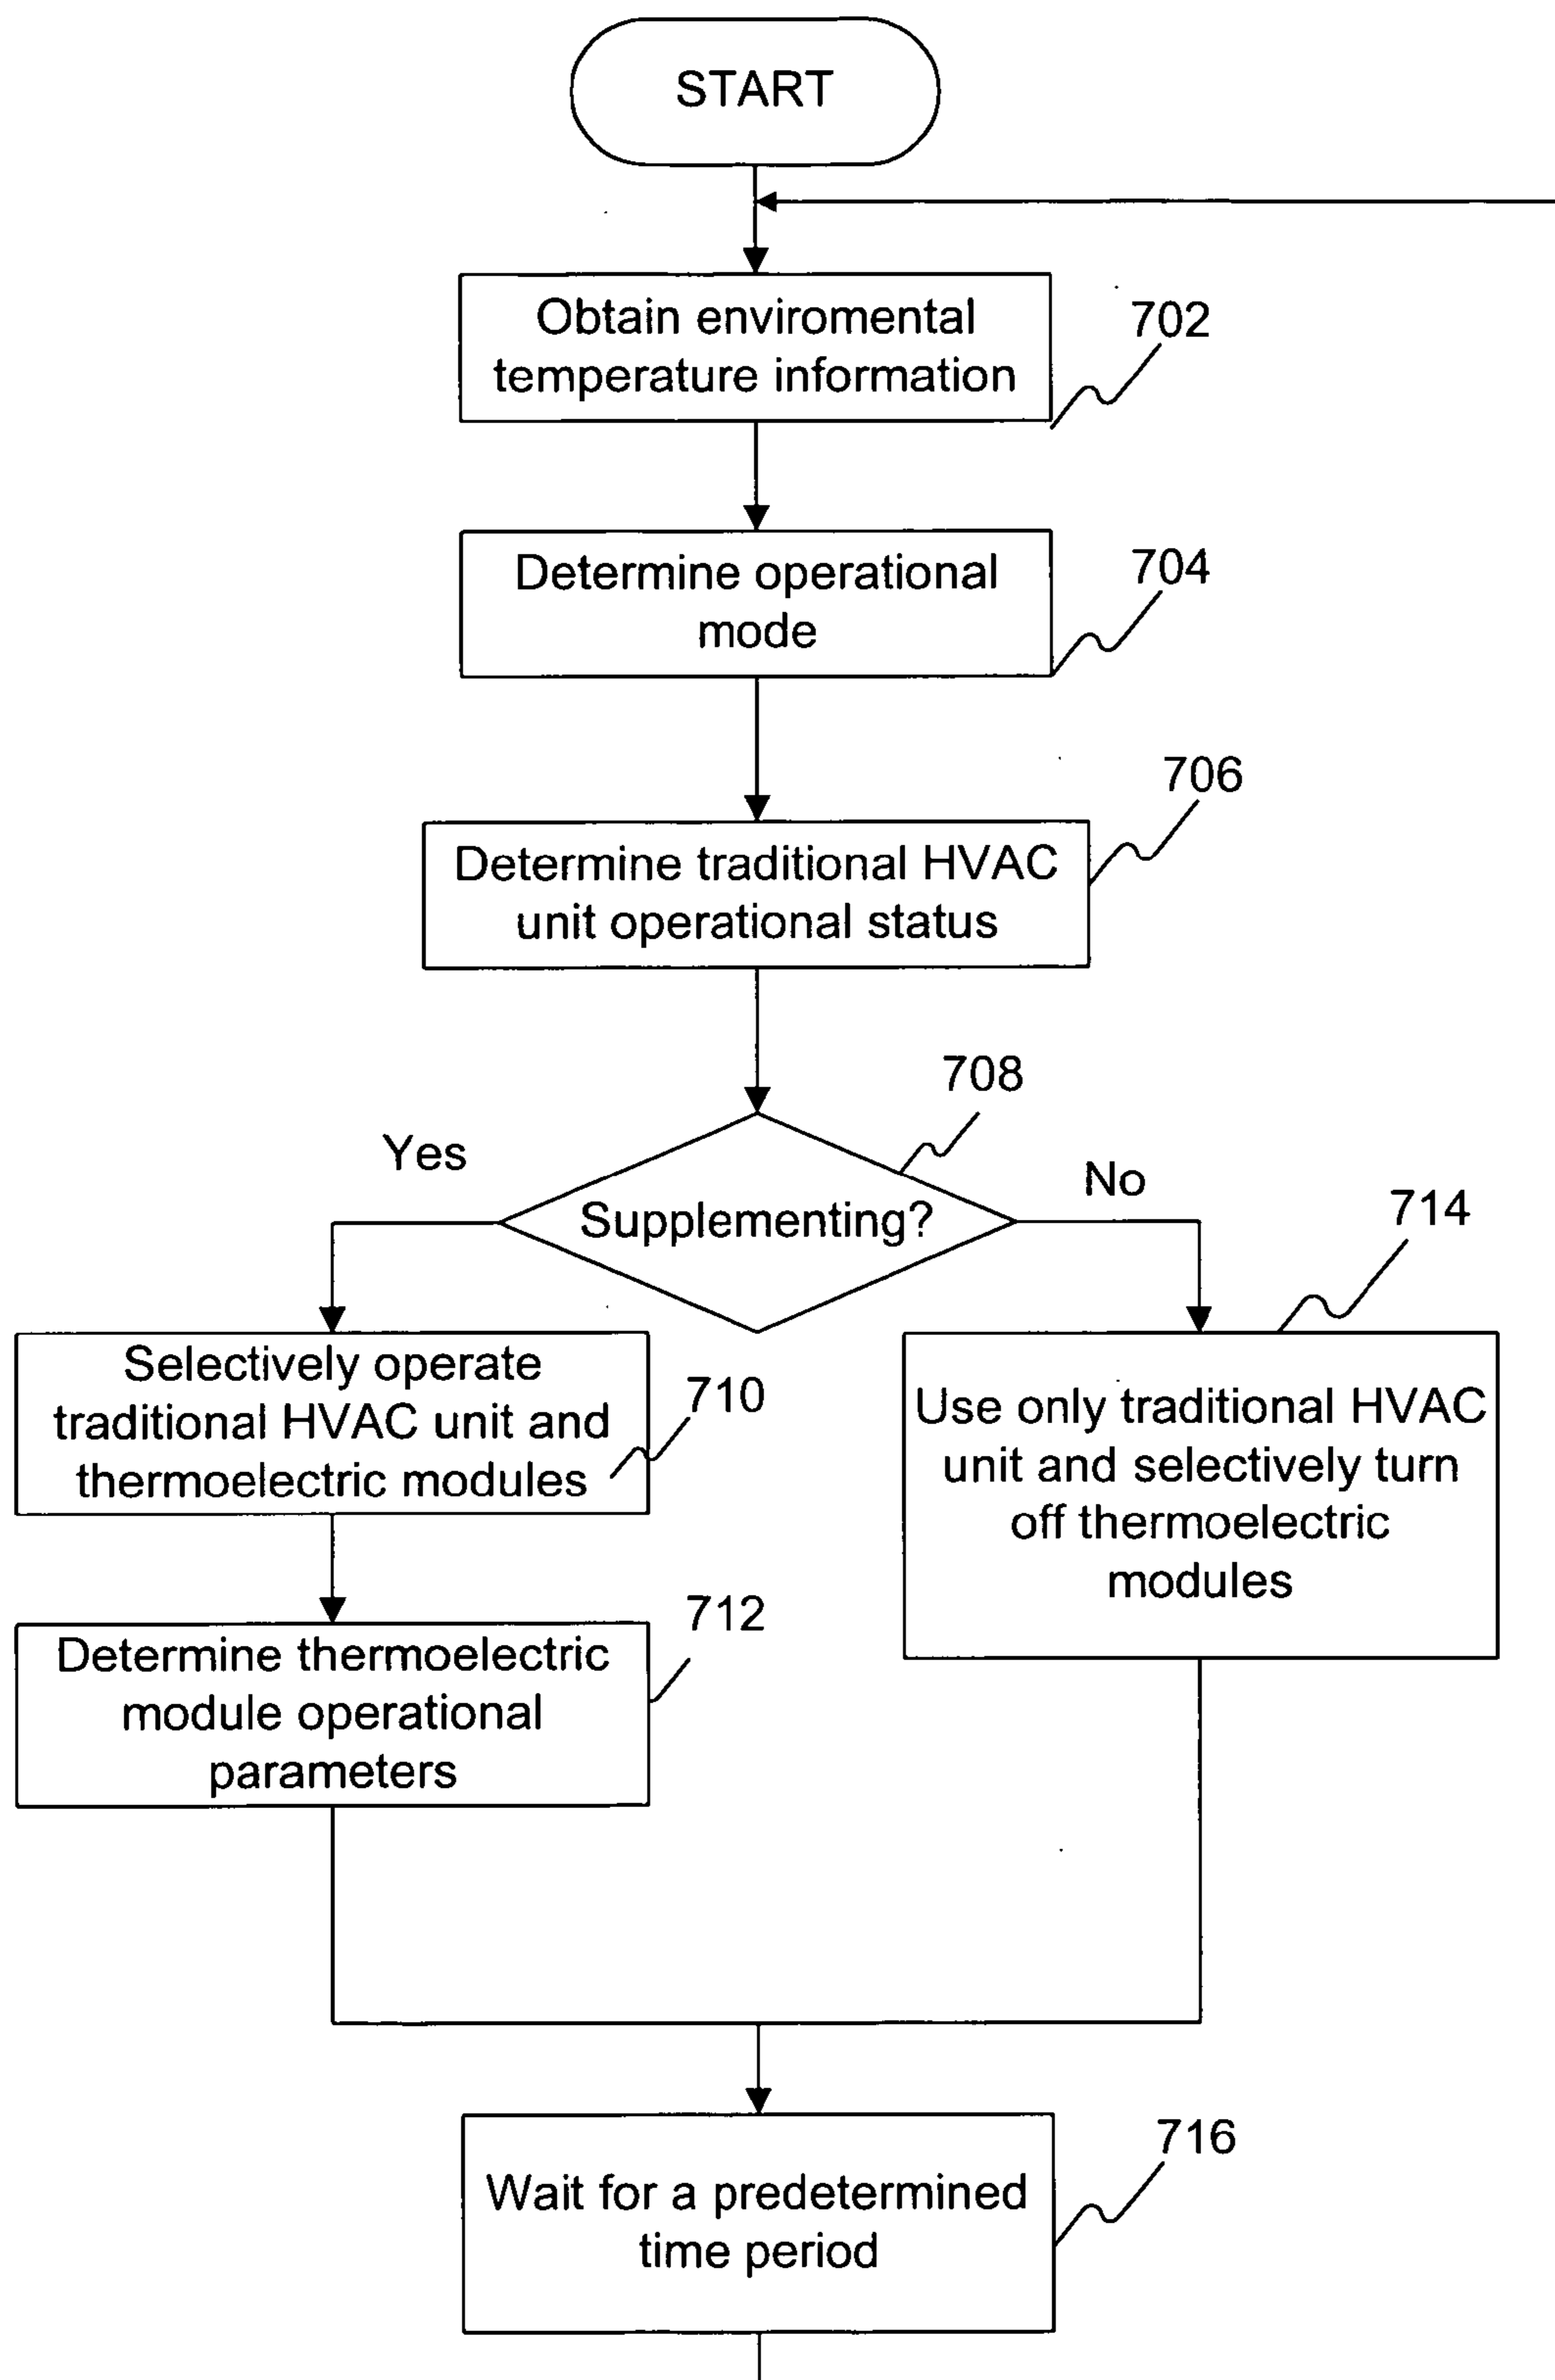 START
Obtain enviromental
temperature information
702
Determine operational
mode
704
706
Determine traditional HVAC
unit operational status
708
Yes
No
Supplementing?
714
Selectively operate
traditional HVAC unit and
thermoelectric modules
710
Use only traditional HVAC
unit and selectively turn
off thermoelectric
modules
712
Determine thermoelectric
module operational
parameters
716
Wait for a predetermined
time period